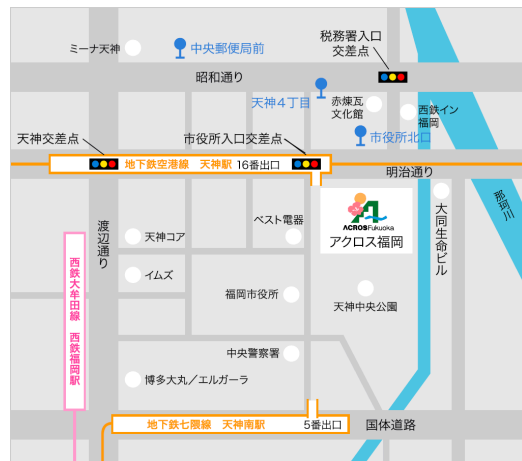 ミーナ天神
中央郵便局前
税務署入口
交差点
昭和通り
天神4丁目
赤煉瓦
文化館
西鉄イン
福岡
市役所北口
天神交差点
市役所入口交差点
地下鉄空港線 天神駅 16番出口
明治通り
那珂川
渡辺通り
天神コア
ベスト電器
ACROS Fukuoka
アクロス福岡
大同生命ビル
イムズ
西鉄大牟田線 西鉄福岡駅
福岡市役所
天神中央公園
中央警察署
博多大丸／エルガーラ
地下鉄七隈線 天神南駅 5番出口
国体道路